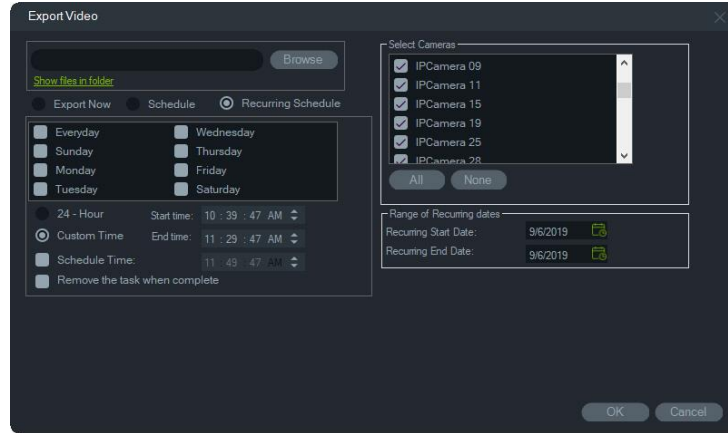 Export Video
Browse
Show files in folder
Export Now Schedule Recurring Schedule
Everyday Wednesday
Sunday Thursday
Monday Friday
Tuesday Saturday
24 - Hour Start time: 10 : 39 : 47 AM
Custom Time End time: 11 : 29 : 47 AM
Schedule Time: 11 49 47 AM
Remove the task when complete
Select Cameras
IPCamera 09
IPCamera 11
IPCamera 15
IPCamera 19
IPCamera 25
IPCamera 28
All None
Range of Recurring dates
Recurring Start Date: 9/6/2019
Recurring End Date: 9/6/2019
OK Cancel